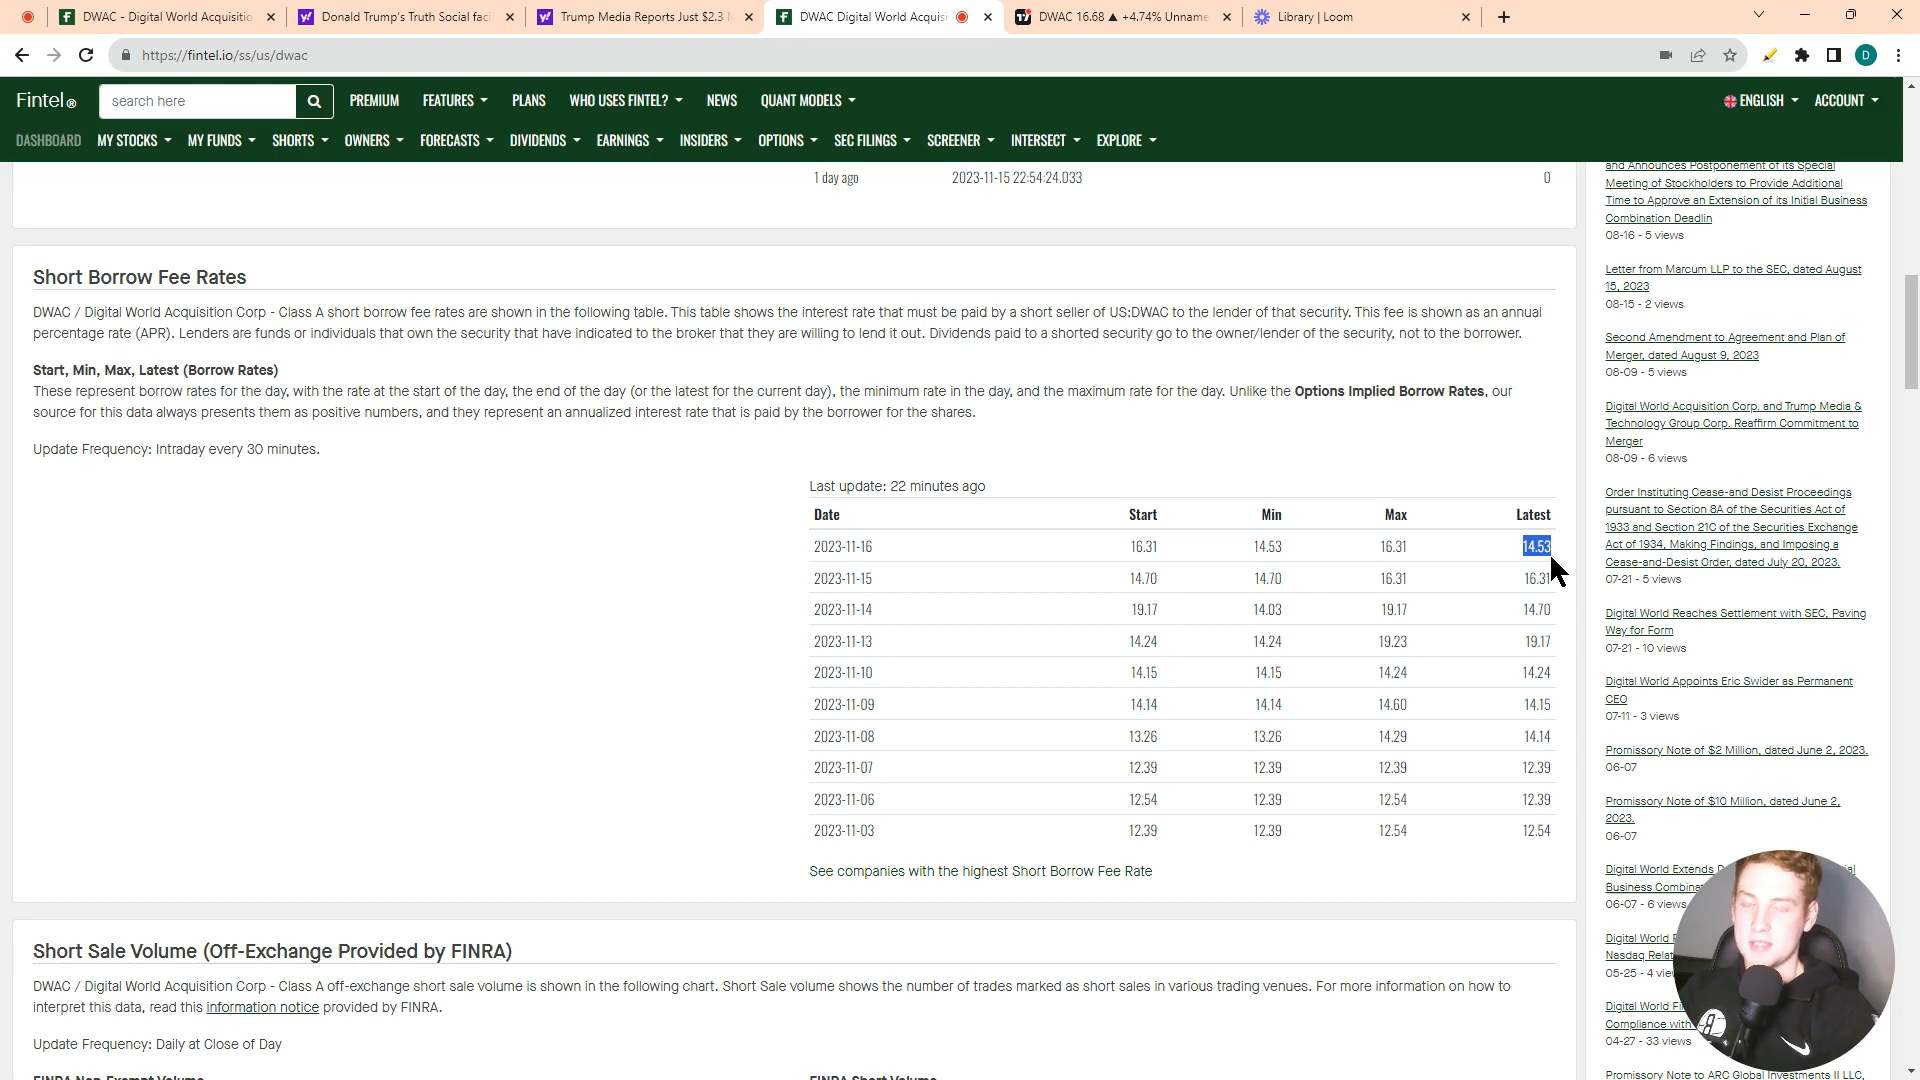 DWAC - Digital World Acquisitio
Donald Trump's Truth Social faci
Trump Media Reports Just $2.3
DWAC Digital World Acquisi
DWAC 16.68 ▲ +4.74% Unname
Library | Loom
https://fintel.io/ss/us/dwac
D
Fintel®
search here
PREMIUM
FEATURES
PLANS
WHO USES FINTEL?
NEWS
QUANT MODELS
ENGLISH
ACCOUNT
DASHBOARD
MY STOCKS
MY FUNDS
SHORTS
OWNERS
FORECASTS
DIVIDENDS
EARNINGS
INSIDERS
OPTIONS
SEC FILINGS
SCREENER
INTERSECT
EXPLORE
1 day ago 2023-11-15 22:54:24.033 0
Short Borrow Fee Rates
DWAC / Digital World Acquisition Corp - Class A short borrow fee rates are shown in the following table. This table shows the interest rate that must be paid by a short seller of US:DWAC to the lender of that security. This fee is shown as an annual
percentage rate (APR). Lenders are funds or individuals that own the security that have indicated to the broker that they are willing to lend it out. Dividends paid to a shorted security go to the owner/lender of the security, not to the borrower.
Start, Min, Max, Latest (Borrow Rates)
These represent borrow rates for the day, with the rate at the start of the day, the end of the day (or the latest for the current day), the minimum rate in the day, and the maximum rate for the day. Unlike the Options Implied Borrow Rates, our
source for this data always presents them as positive numbers, and they represent an annualized interest rate that is paid by the borrower for the shares.
Update Frequency: Intraday every 30 minutes.
Last update: 22 minutes ago
Date Start Min Max Latest
2023-11-16 16.31 14.53 16.31 14.53
2023-11-15 14.70 14.70 16.31 16.31
2023-11-14 19.17 14.03 19.17 14.70
2023-11-13 14.24 14.24 19.23 19.17
2023-11-10 14.15 14.15 14.24 14.24
2023-11-09 14.14 14.14 14.60 14.15
2023-11-08 13.26 13.26 14.29 14.14
2023-11-07 12.39 12.39 12.39 12.39
2023-11-06 12.54 12.39 12.54 12.39
2023-11-03 12.39 12.39 12.54 12.54
See companies with the highest Short Borrow Fee Rate
Short Sale Volume (Off-Exchange Provided by FINRA)
DWAC / Digital World Acquisition Corp - Class A off-exchange short sale volume is shown in the following chart. Short Sale volume shows the number of trades marked as short sales in various trading venues. For more information on how to
interpret this data, read this information notice provided by FINRA.
Update Frequency: Daily at Close of Day
FINRA Non-Exempt Volume
FINRA Short Volume
and Announces Postponement of its Special
Meeting of Stockholders to Provide Additional
Time to Approve an Extension of its Initial Business
Combination Deadlin
08-16 - 5 views
Letter from Marcum LLP to the SEC, dated August
15, 2023
08-15 - 2 views
Second Amendment to Agreement and Plan of
Merger, dated August 9, 2023
08-09 - 5 views
Digital World Acquisition Corp. and Trump Media &
Technology Group Corp. Reaffirm Commitment to
Merger
08-09 - 6 views
Order Instituting Cease-and Desist Proceedings
pursuant to Section 8A of the Securities Act of
1933 and Section 21C of the Securities Exchange
Act of 1934, Making Findings, and Imposing a
Cease-and-Desist Order, dated July 20, 2023.
07-21 - 5 views
Digital World Reaches Settlement with SEC, Paving
Way for Form
07-21 - 10 views
Digital World Appoints Eric Swider as Permanent
CEO
07-11 - 3 views
Promissory Note of $2 Million, dated June 2, 2023.
06-07
Promissory Note of $10 Million, dated June 2,
2023.
06-07
Digital World Extends
Business Combina
06-07 - 6 views
Digital World
Nasdaq Relat
05-25 - 4 vie
Digital World Fi
Compliance with
04-27 - 33 views
Promissory Note to ARC Global Investments II LLC,